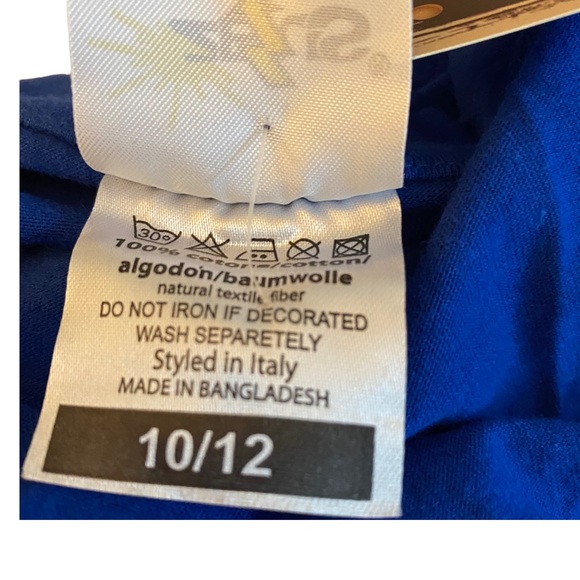 30°
100% cotone/cotton/
algodon/baumwolle
natural textile fiber
DO NOT IRON IF DECORATED
WASH SEPARETELY
Styled in Italy
MADE IN BANGLADESH
10/12